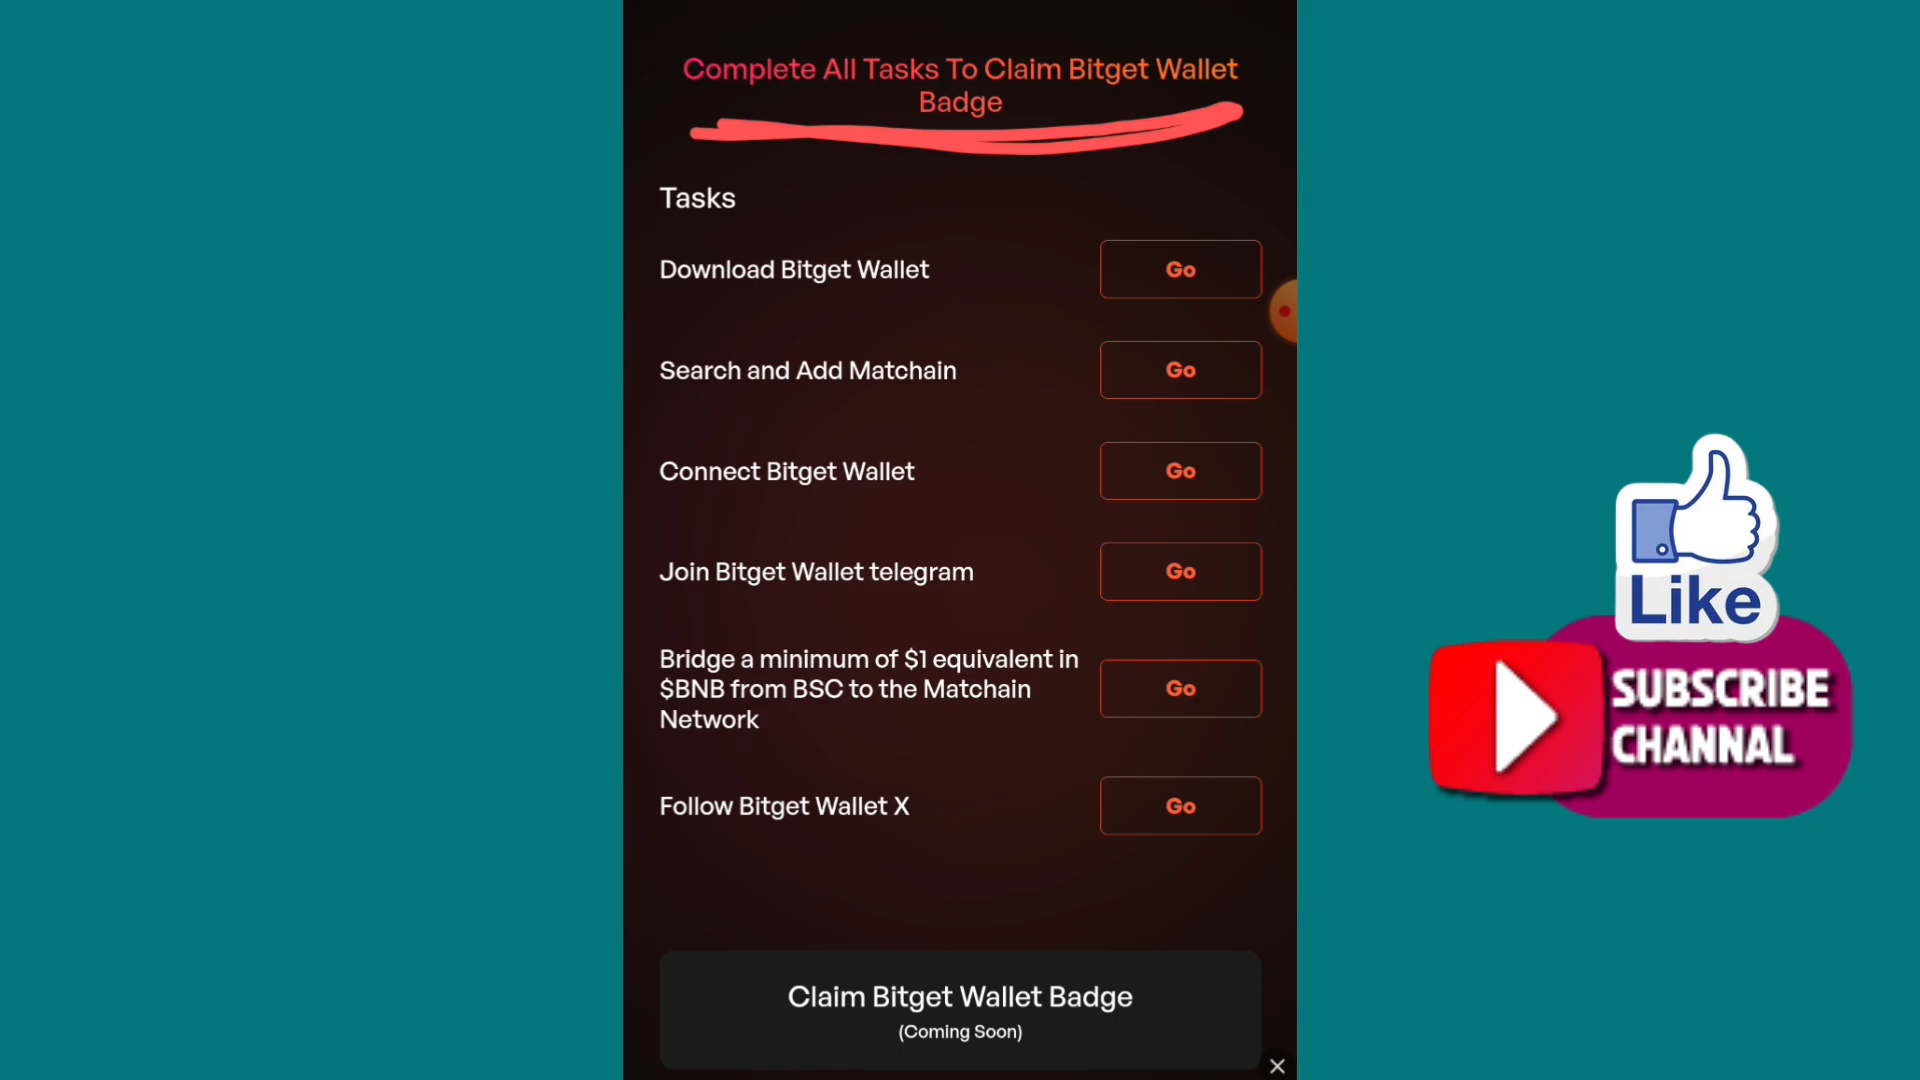 Complete All Tasks To Claim Bitget Wallet
Badge
Tasks
Download Bitget Wallet
Go
Search and Add Matchain
Go
Connect Bitget Wallet
Go
Join Bitget Wallet telegram
Go
Bridge a minimum of $1 equivalent in
$BNB from BSC to the Matchain
Network
Go
Follow Bitget Wallet X
Go
Claim Bitget Wallet Badge
(Coming Soon)
Like
SUBSCRIBE
CHANNAL